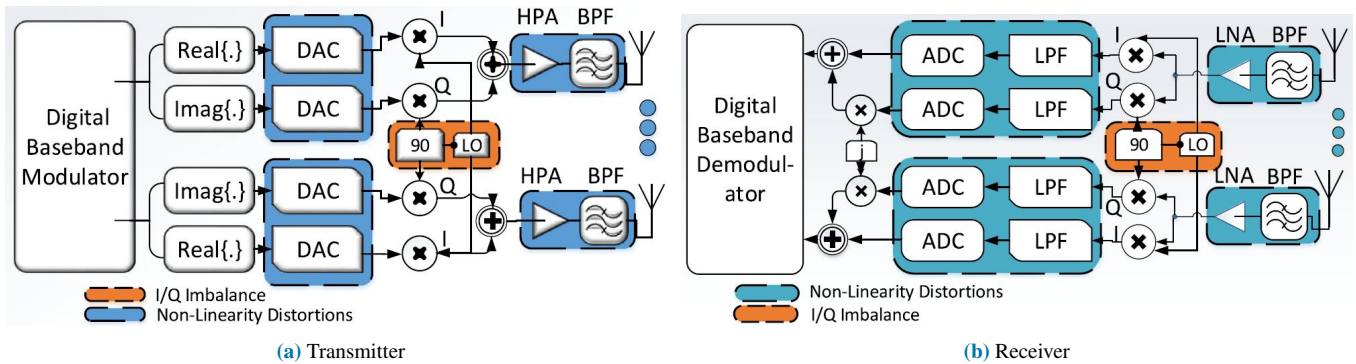 HPA BPF
I
Real{.}
DAC
Imag{.}
DAC
Q
Digital
Baseband
Modulator
90
LO
Imag{.}
DAC
Q
HPA BPF
Real{.}
DAC
I
I/Q Imbalance
Non-Linearity Distortions
(a) Transmitter
LNA BPF
ADC
LPF
I
Q
ADC
LPF
Digital
Baseband
Demodul-
ator
j
90
LO
ADC
LPF
LNA BPF
Q
I
ADC
LPF
Non-Linearity Distortions
I/Q Imbalance
(b) Receiver